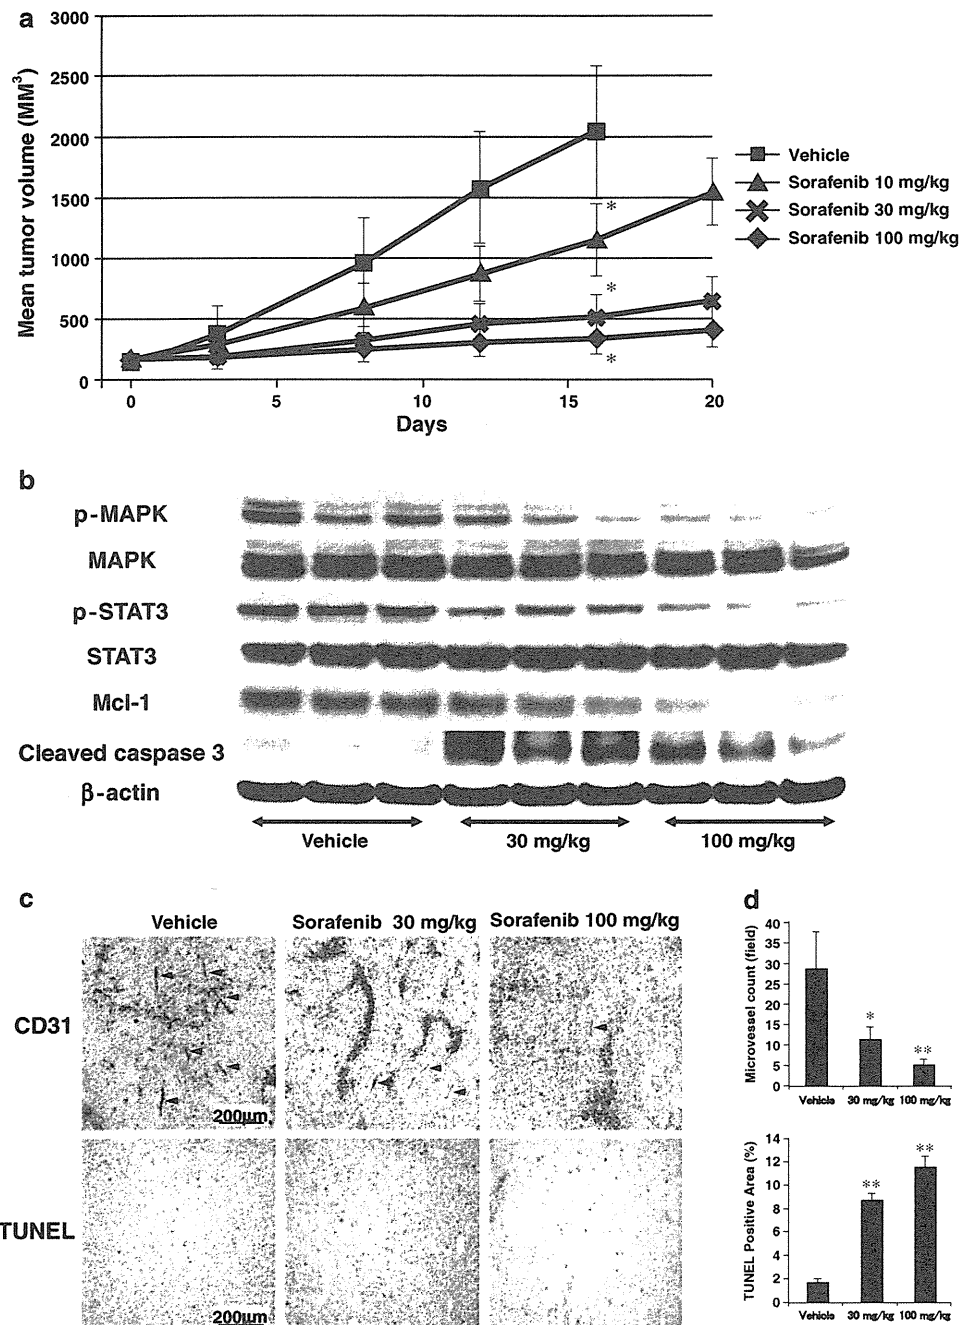 a
3000
2500
2000
1500
1000
500
0
Mean tumor volume (MM³)
*
*
*
0 5 10 15 20
Days
Vehicle
Sorafenib 10 mg/kg
Sorafenib 30 mg/kg
Sorafenib 100 mg/kg
b
p-MAPK
MAPK
p-STAT3
STAT3
Mcl-1
Cleaved caspase 3
β-actin
Vehicle 30 mg/kg 100 mg/kg
c
Vehicle Sorafenib 30 mg/kg Sorafenib 100 mg/kg
CD31
200µm
TUNEL
200µm
d
40
35
30
25
20
15
10
5
0
Microvessel count (field)
*
**
Vehicle 30 mg/kg 100 mg/kg
14
12
10
8
6
4
2
0
TUNEL Positive Area (%)
**
**
Vehicle 30 mg/kg 100 mg/kg